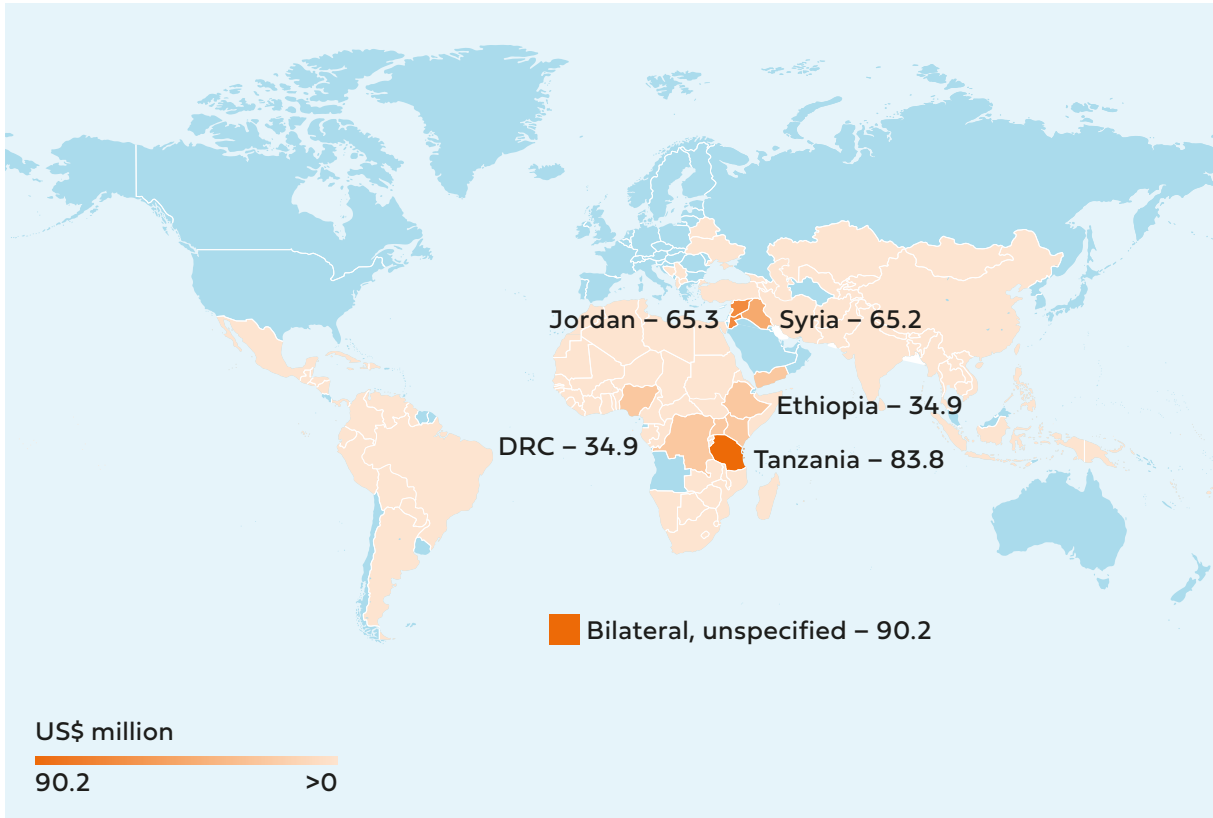 Jordan – 65.3
Syria – 65.2
Ethiopia – 34.9
DRC – 34.9
Tanzania – 83.8
Bilateral, unspecified – 90.2
US$ million
90.2
>0